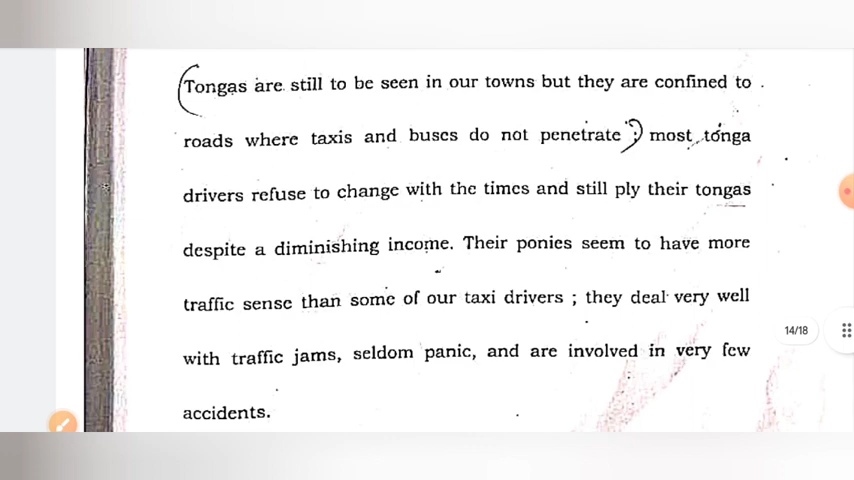 Tongas are still to be seen in our towns but they are confined to
roads where taxis and buses do not penetrate ; most tonga
drivers refuse to change with the times and still ply their tongas
despite a diminishing income. Their ponies seem to have more
traffic sense than some of our taxi drivers ; they deal very well
with traffic jams, seldom panic, and are involved in very few
accidents.
14/18